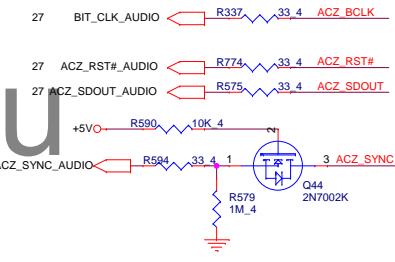 27 BIT_CLK_AUDIO R337 33_4 ACZ_BCLK
27 ACZ_RST#_AUDIO R774 33_4 ACZ_RST#
27 ACZ_SDOUT_AUDIO R575 33_4 ACZ_SDOUT
u
+5V R590 10K_4 2
ACZ_SYNC_AUDIO R594 33_4 1 3 ACZ_SYNC
R579
1M_4
Q44
2N7002K